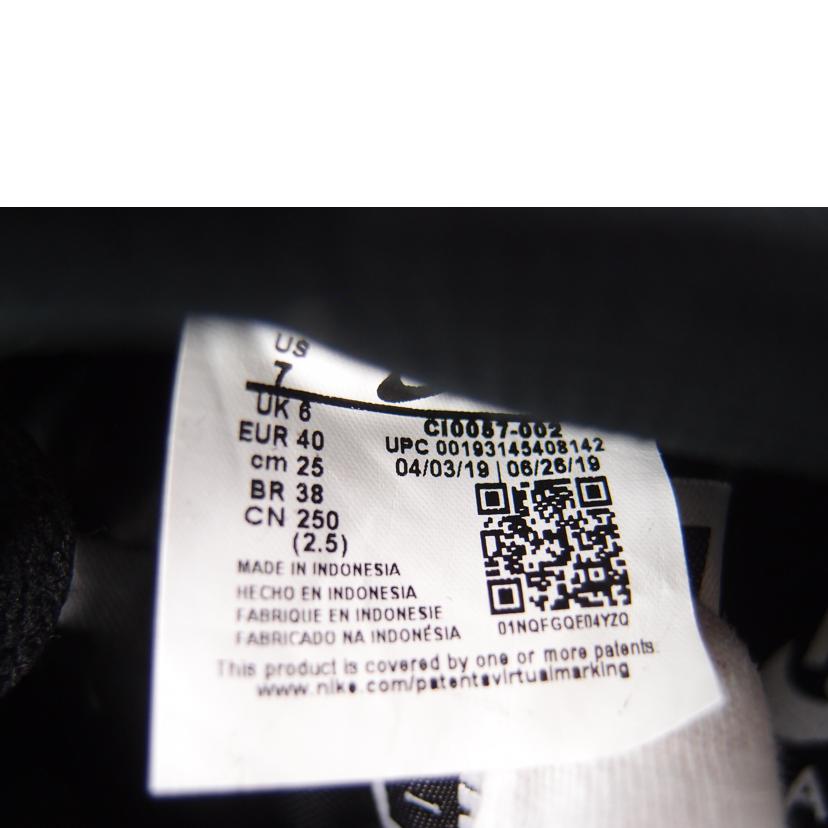 US
7
UK 6
EUR 40
cm 25
BR 38
CN 250
(2.5)
CI0087-002
UPC 00193145408142
04/03/19 | 06/26/19
01NQFGQE04YZQ
MADE IN INDONESIA
HECHO EN INDONESIA
FABRIQUE EN INDONESIE
FABRICADO NA INDONÉSIA
This product is covered by one or more patents.
www.nike.com/patentsvirtualmarking
A